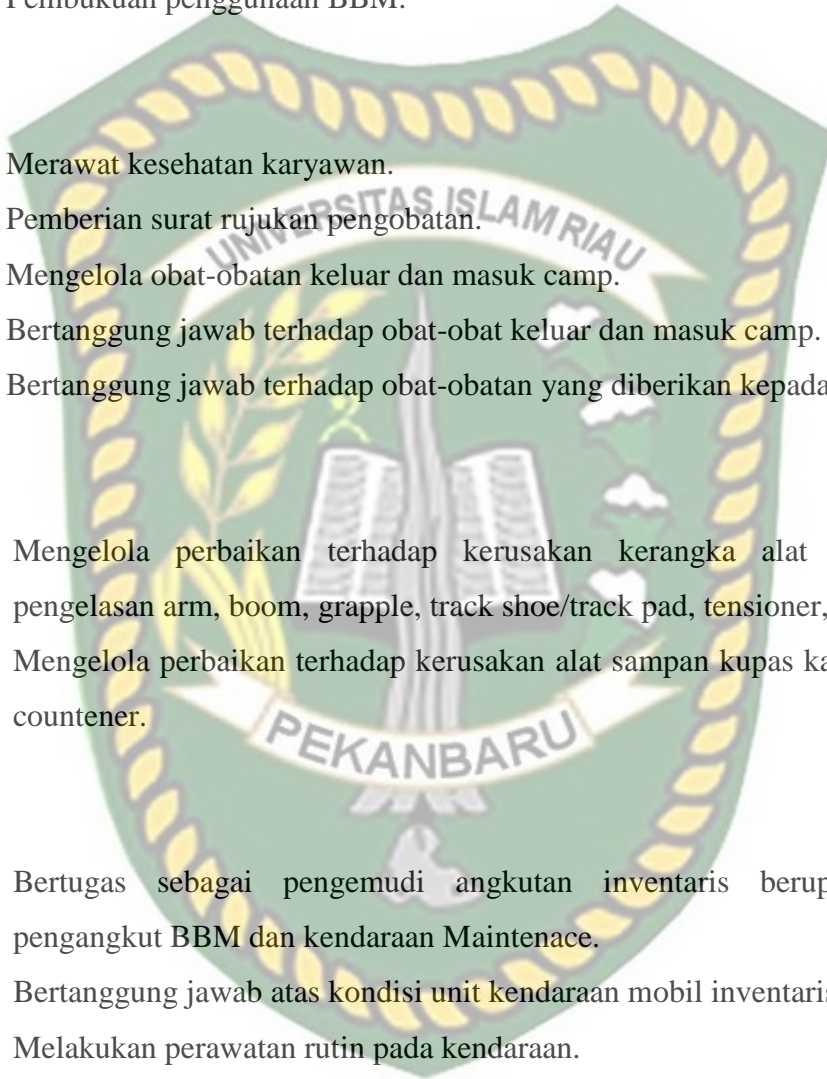 Pembukuan penggunaan BBM.
Merawat kesehatan karyawan.
UNIVERSITAS ISLAM RIAU
Pemberian surat rujukan pengobatan.
Mengelola obat-obatan keluar dan masuk camp.
Bertanggung jawab terhadap obat-obat keluar dan masuk camp.
Bertanggung jawab terhadap obat-obatan yang diberikan kepada
Mengelola perbaikan terhadap kerusakan kerangka alat
pengelasan arm, boom, grapple, track shoe/track pad, tensioner,
Mengelola perbaikan terhadap kerusakan alat sampan kupas
countener.
PEKANBARU
Bertugas sebagai pengemudi angkutan inventaris
pengangkut BBM dan kendaraan Maintenace.
Bertanggung jawab atas kondisi unit kendaraan mobil inventaris
Melakukan perawatan rutin pada kendaraan.